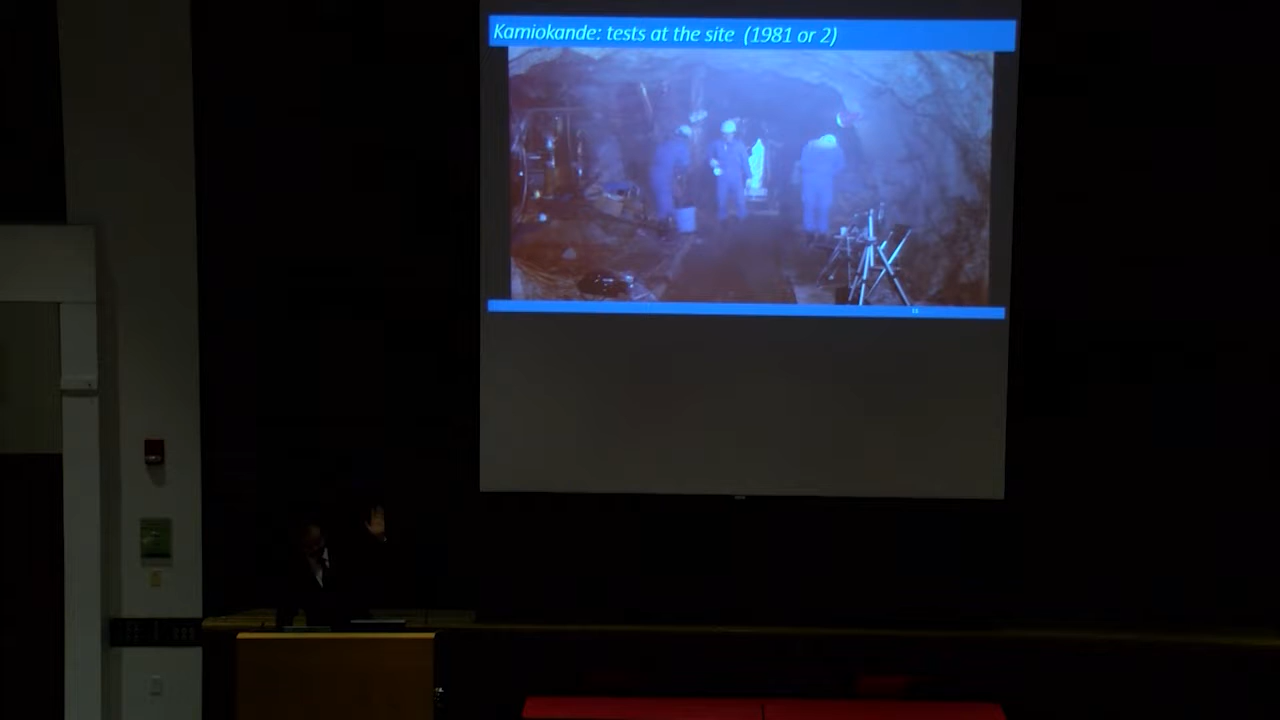 Kamiokande: tests at the site (1981 or 2)